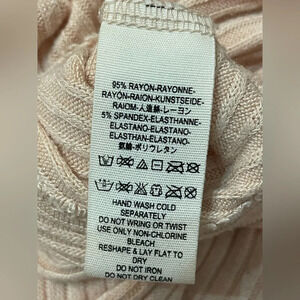 95% RAYON-RAYONNE-
RAYÓN-RAION-KUNSTSEIDE-
RAIOM-人造絲-レーヨン
5% SPANDEX-ELASTHANNE-
ELASTANO-ELASTAN-
ELASTANO-ELASTHAN-
氨綸-ポリウレタン
HAND WASH COLD
SEPARATELY
DO NOT WRING OR TWIST
USE ONLY NON-CHLORINE
BLEACH
RESHAPE & LAY FLAT TO
DRY
DO NOT IRON
DO NOT DRY CLEAN